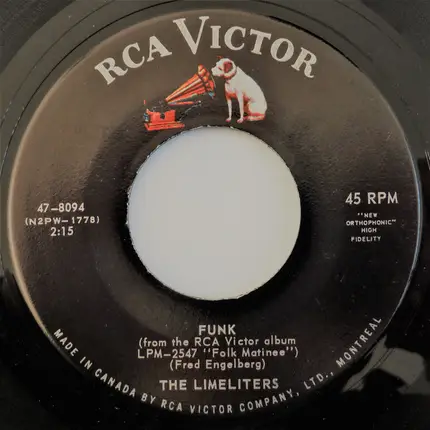 RCA VICTOR
47-8094
(N2PW-1778)
2:15
45 RPM
"NEW
ORTHOPHONIC"
HIGH
FIDELITY
FUNK
(from the RCA Victor album
LPM-2547 "Folk Matinee")
(Fred Engelberg)
THE LIMELITERS
MADE IN CANADA BY RCA VICTOR COMPANY, LTD., MONTREAL